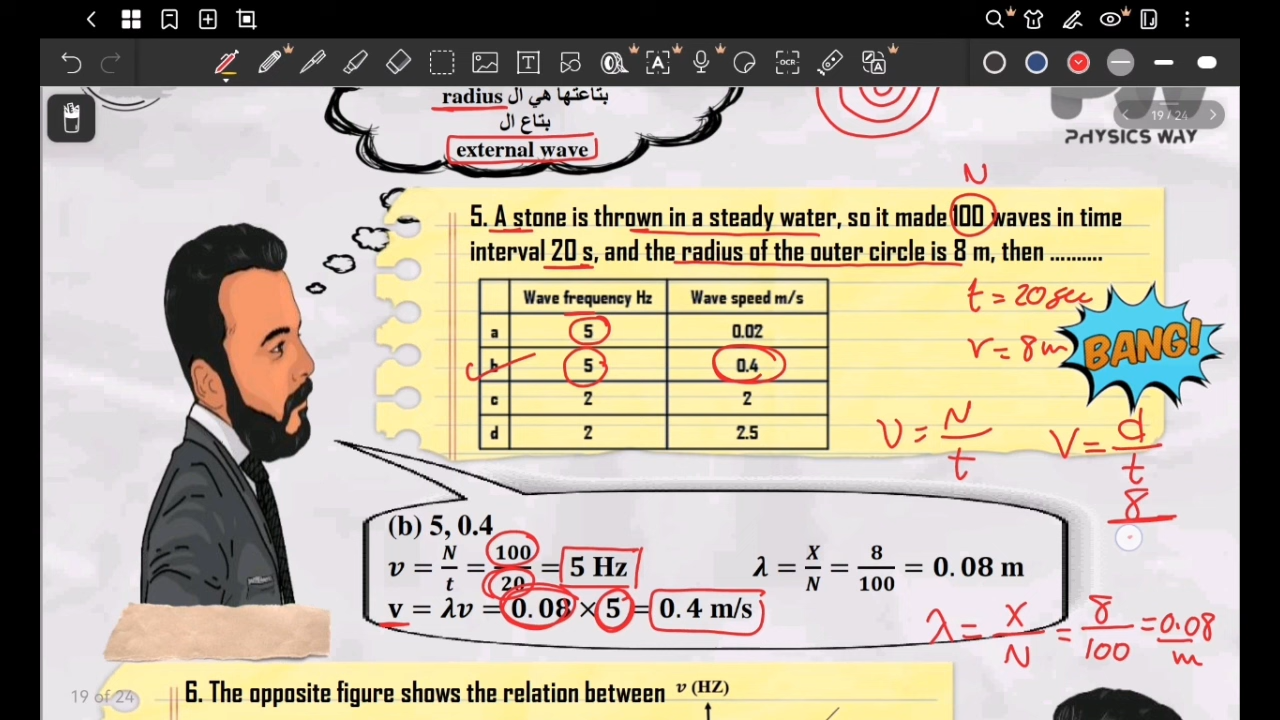 19 / 24
PHYSICS WAY
radius بتاعتها هي ال
بتاع ال
external wave
N
5. A stone is thrown in a steady water, so it made 100 waves in time
interval 20 s, and the radius of the outer circle is 8 m, then ..........
Wave frequency Hz Wave speed m/s
a 5 0.02
b 5 0.4
c 2 2
d 2 2.5
t = 20 sec
r = 8m
BANG!
ν = N/t
V = d/t
8
(b) 5, 0.4
v = N/t = 100/20 = 5 Hz
λ = X/N = 8/100 = 0.08 m
v = λv = 0.08 × 5 = 0.4 m/s
λ = X/N = 8/100 = 0.08 m
6. The opposite figure shows the relation between
v (HZ)
19 of 24
OCR